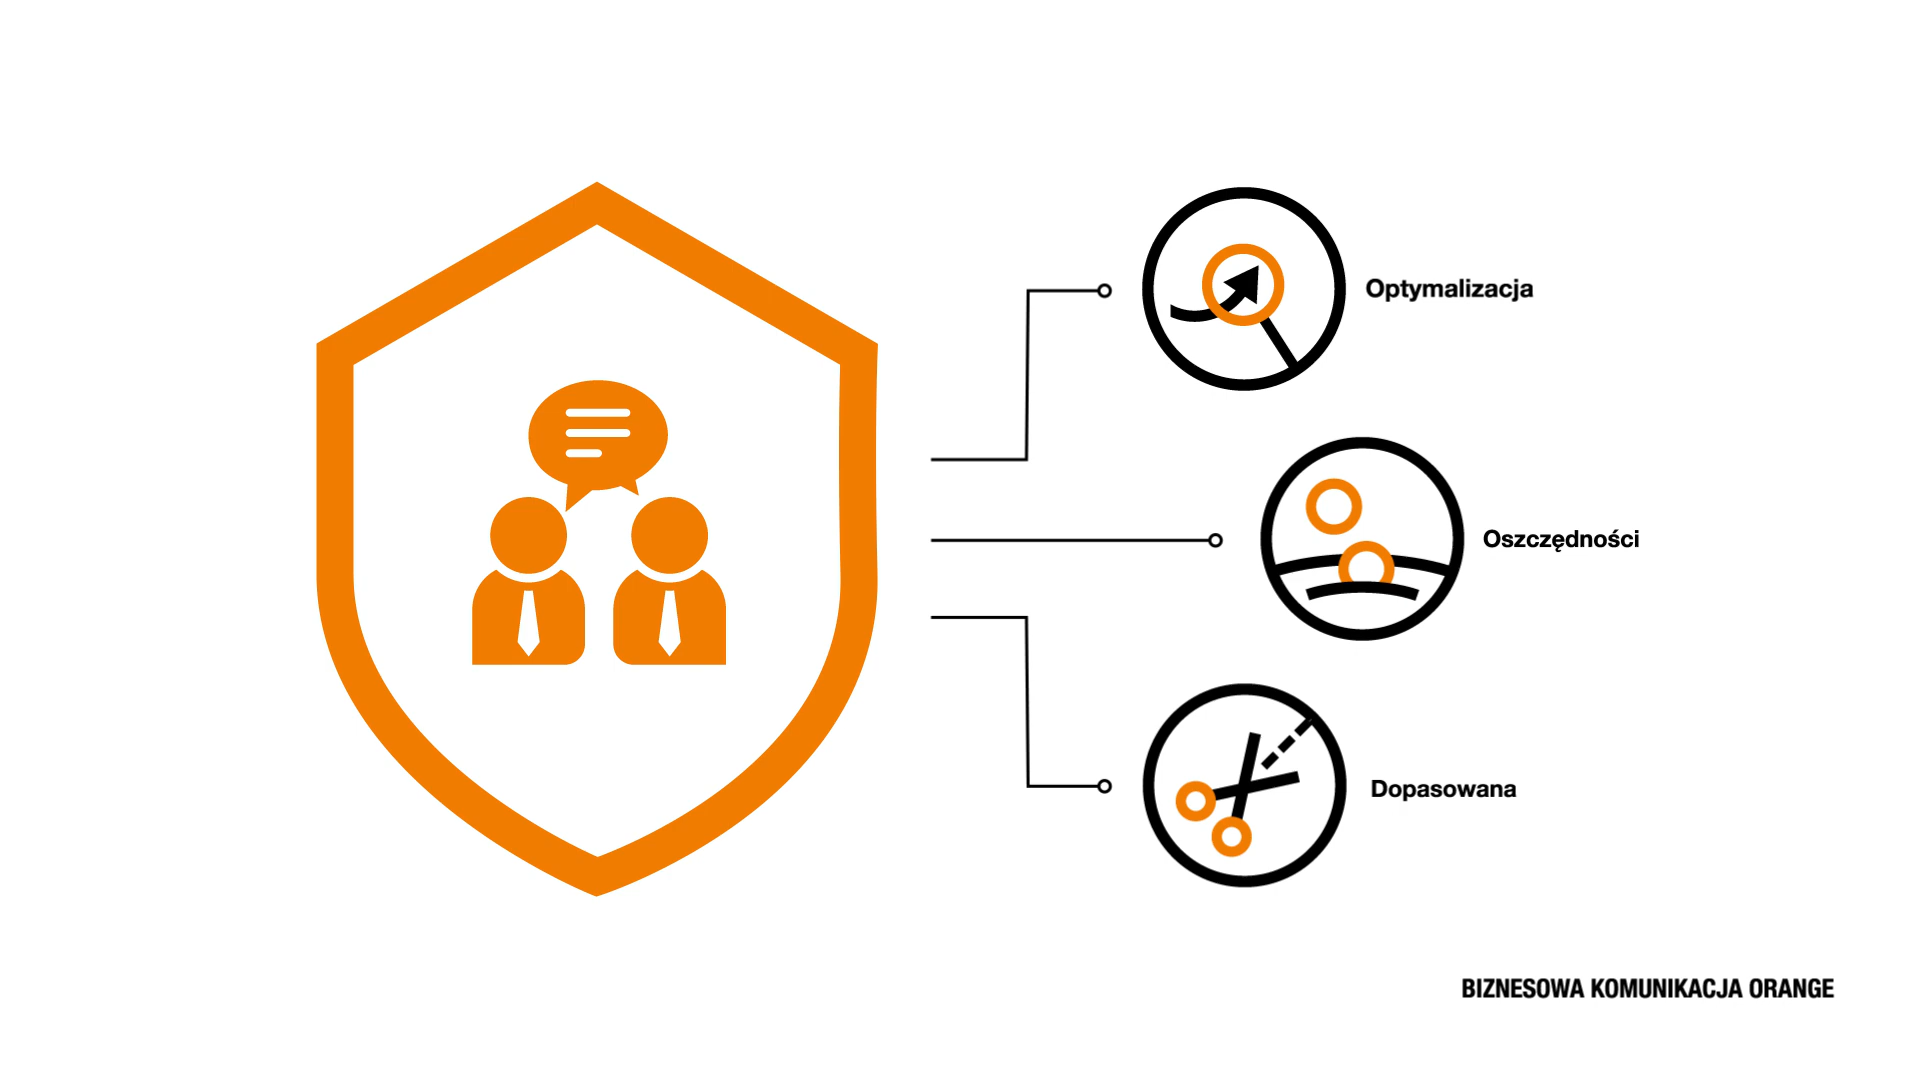 Optymalizacja
Oszczędności
Dopasowana
BIZNESOWA KOMUNIKACJA ORANGE